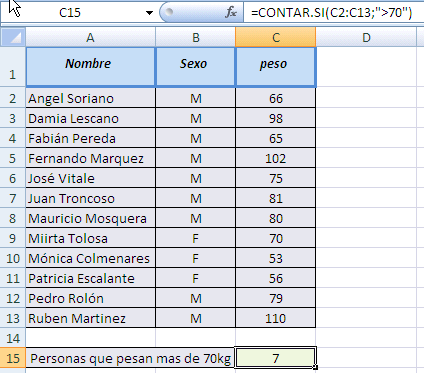 C15 fx =CONTAR.SI(C2:C13;">70")
A B C D
1 Nombre Sexo peso
2 Angel Soriano M 66
3 Damia Lescano M 98
4 Fabián Pereda M 65
5 Fernando Marquez M 102
6 José Vitale M 75
7 Juan Troncoso M 81
8 Mauricio Mosquera M 80
9 Miirta Tolosa F 70
10 Mónica Colmenares F 53
11 Patricia Escalante F 56
12 Pedro Rolón M 79
13 Ruben Martinez M 110
14
15 Personas que pesan mas de 70kg 7